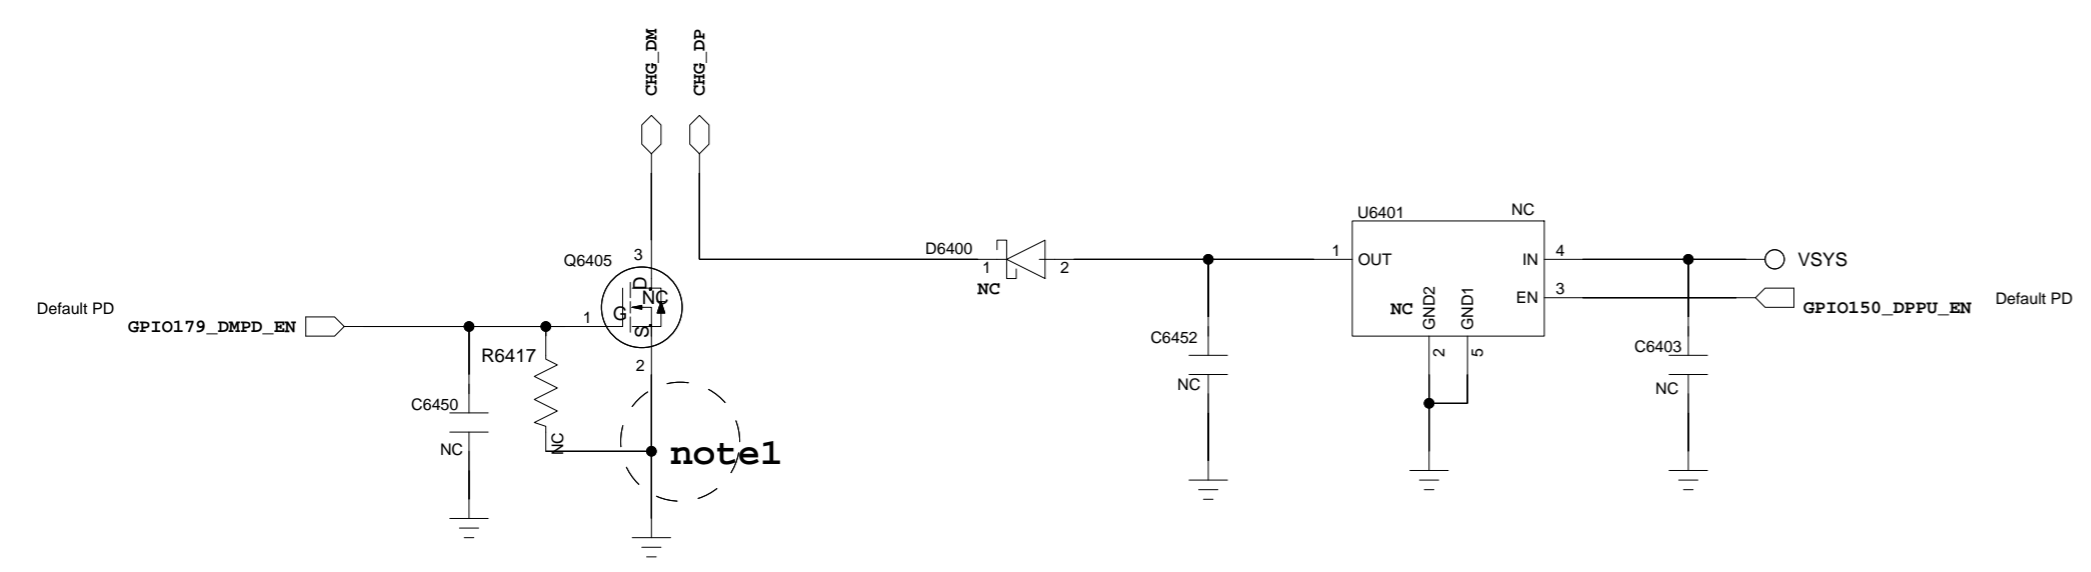 CHG_DM
CHG_DP
U6401
NC
D6400
1
2
NC
1
OUT
IN
4
VSYS
EN
3
GPIO150_DPPU_EN
Default PD
NC
GND2
GND1
2
5
Q6405
3
D
NC
G
S
1
2
Default PD
GPIO179_DMPD_EN
R6417
NC
C6450
NC
note1
C6452
NC
C6403
NC